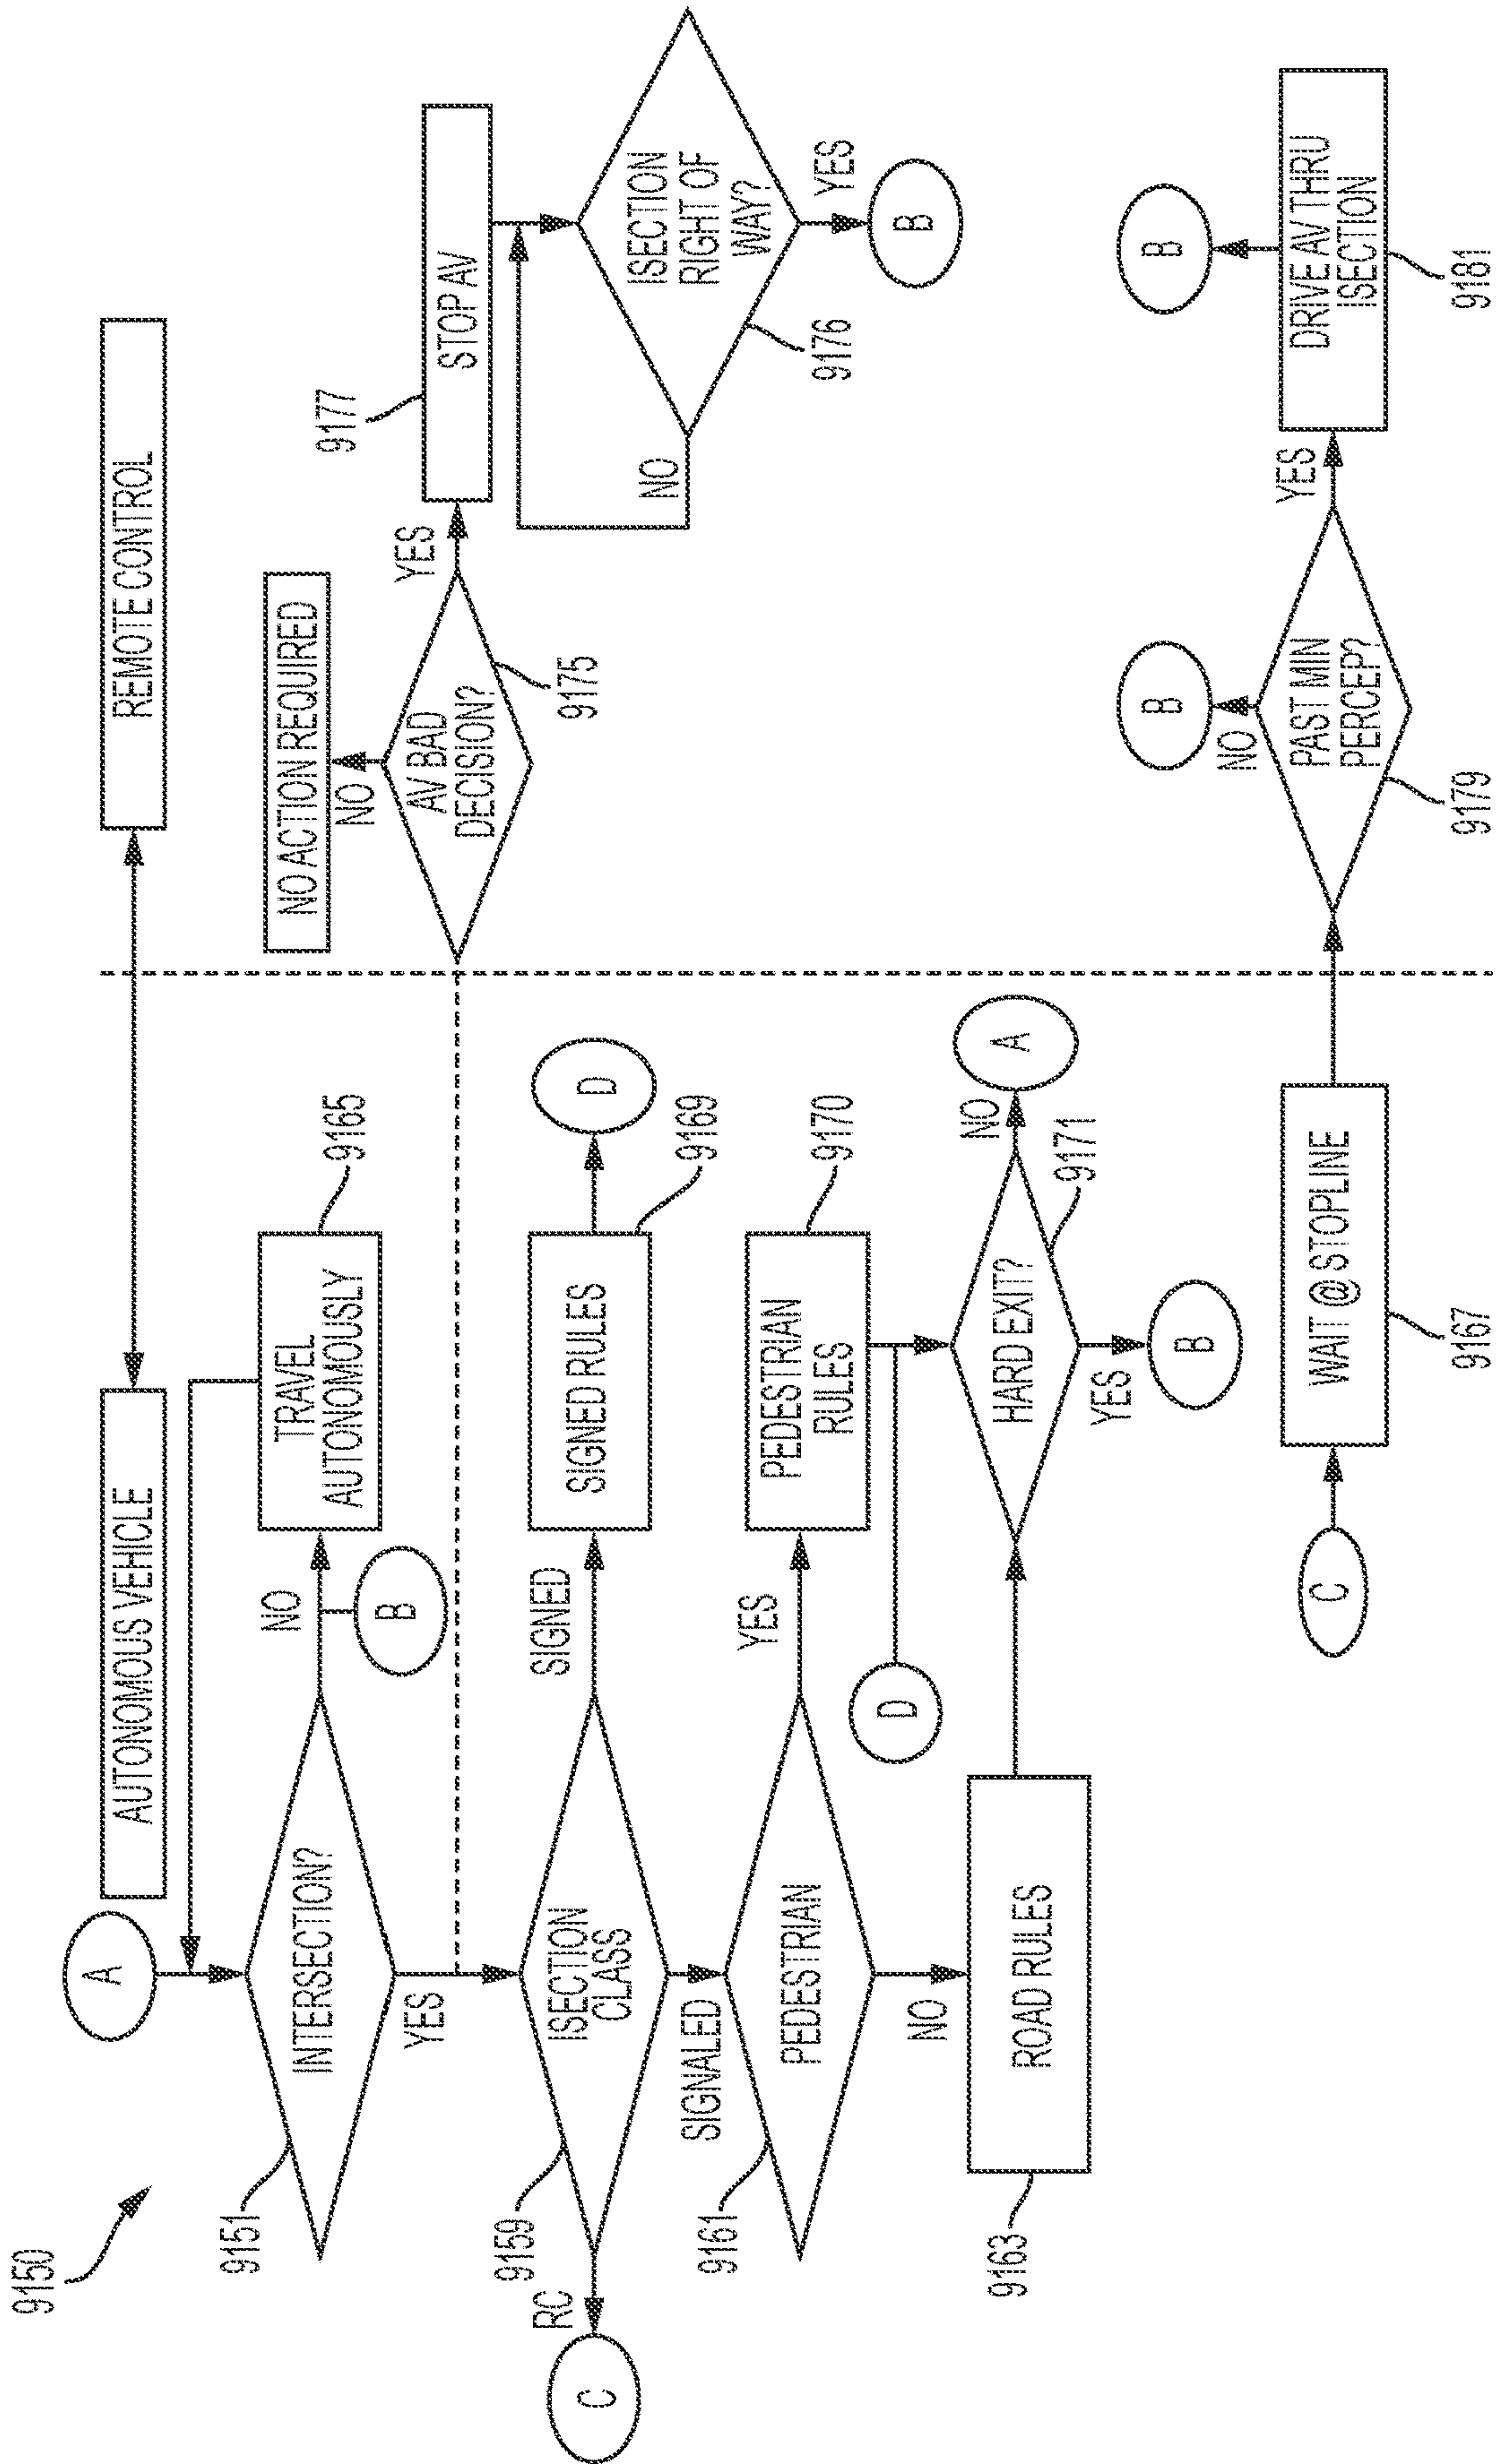 9150
AUTONOMOUS VEHICLE
REMOTE CONTROL
A
9151
INTERSECTION?
NO
B
TRAVEL
AUTONOMOUSLY
9165
YES
NO ACTION REQUIRED
NO
AV BAD
DECISION?
9175
YES
9177
STOP AV
NO
ISECTION
RIGHT OF
WAY?
9176
YES
B
C
RC
9159
ISECTION
CLASS
SIGNED
SIGNED RULES
9169
D
SIGNALED
9161
PEDESTRIAN
YES
PEDESTRIAN
RULES
9170
D
NO
9163
ROAD RULES
HARD EXIT?
9171
NO
A
YES
B
C
WAIT @ STOPLINE
9167
B
NO
PAST MIN
PERCEP?
9179
YES
B
DRIVE AV THRU
ISECTION
9181